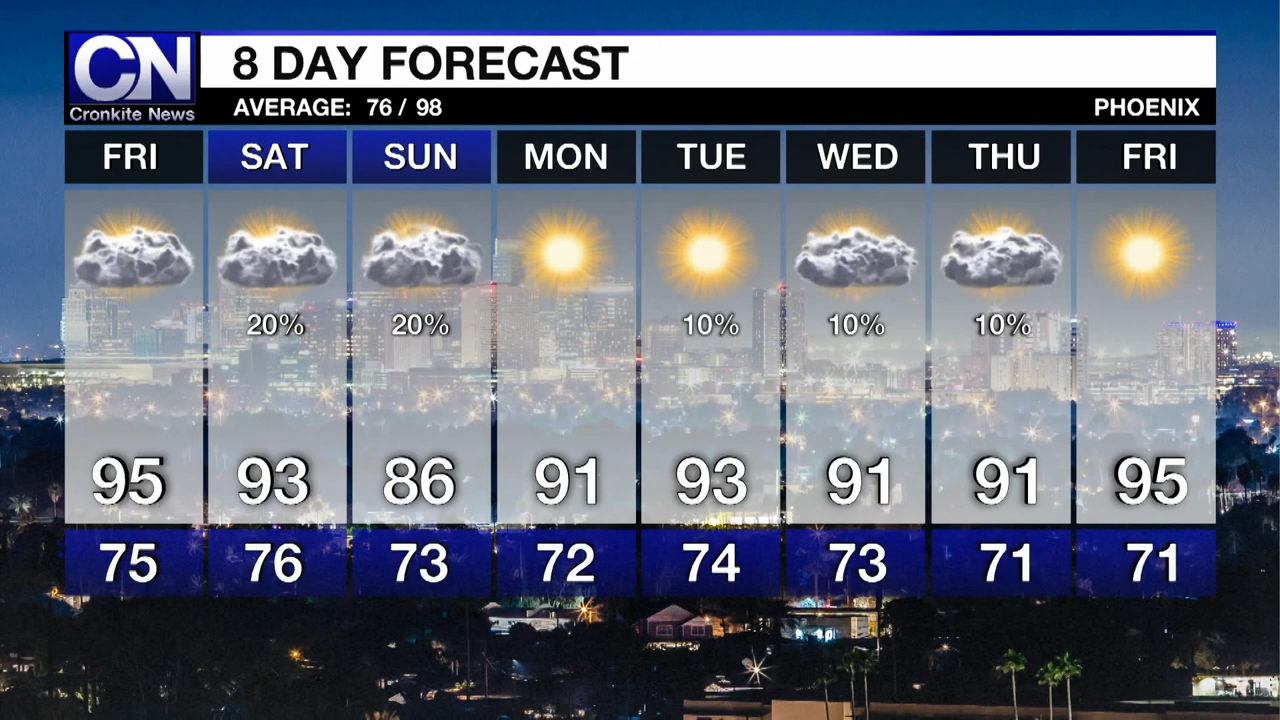 CN
Cronkite News
8 DAY FORECAST
AVERAGE: 76 / 98
PHOENIX
FRI SAT SUN MON TUE WED THU FRI
20% 20% 10% 10% 10%
95 93 86 91 93 91 91 95
75 76 73 72 74 73 71 71